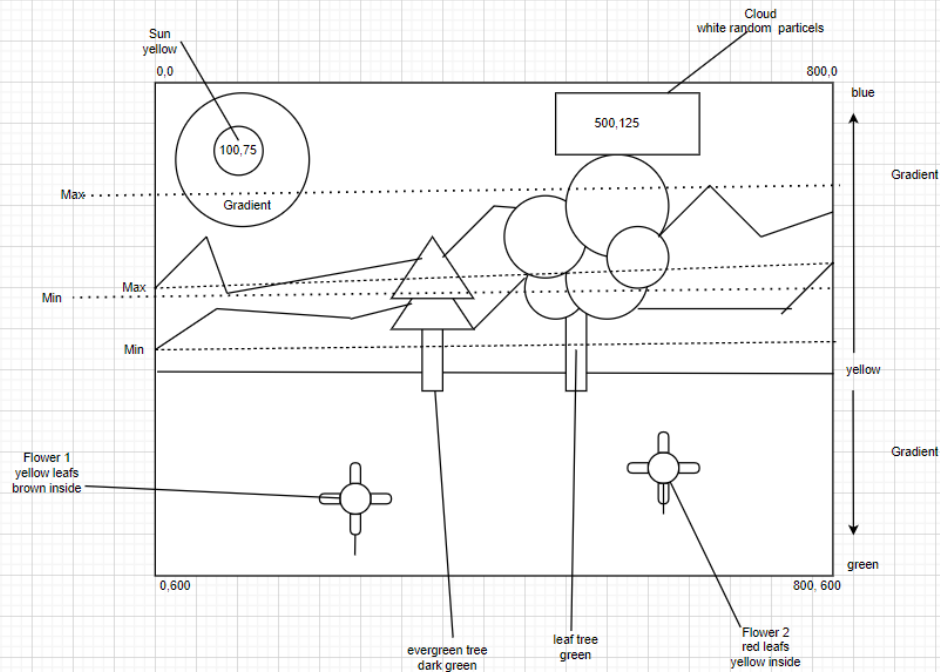 Cloud
white random particels
Sun
yellow
0,0
800,0
blue
500,125
100,75
Gradient
Max
Gradient
Max
Min
Min
yellow
Flower 1
yellow leafs
brown inside
Gradient
green
0,600
800, 600
evergreen tree
dark green
leaf tree
green
Flower 2
red leafs
yellow inside